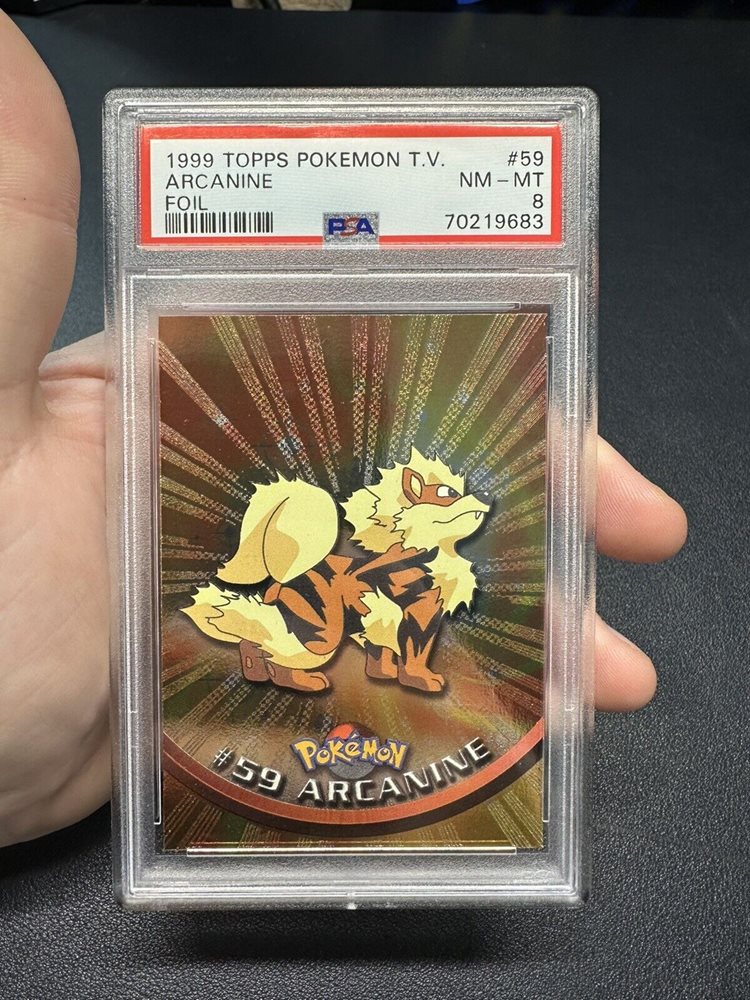 1999 TOPPS POKEMON T.V. #59
ARCANINE NM - MT
FOIL 8
PSA 70219683
POKéMON
#59 ARCANINE